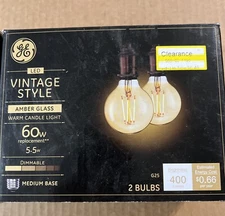 GE
LED
VINTAGE
STYLE
AMBER GLASS
WARM CANDLE LIGHT
60W
replacement**
5.5W
DIMMABLE
MEDIUM BASE
Clearance
G25
2 BULBS
400
$0.66